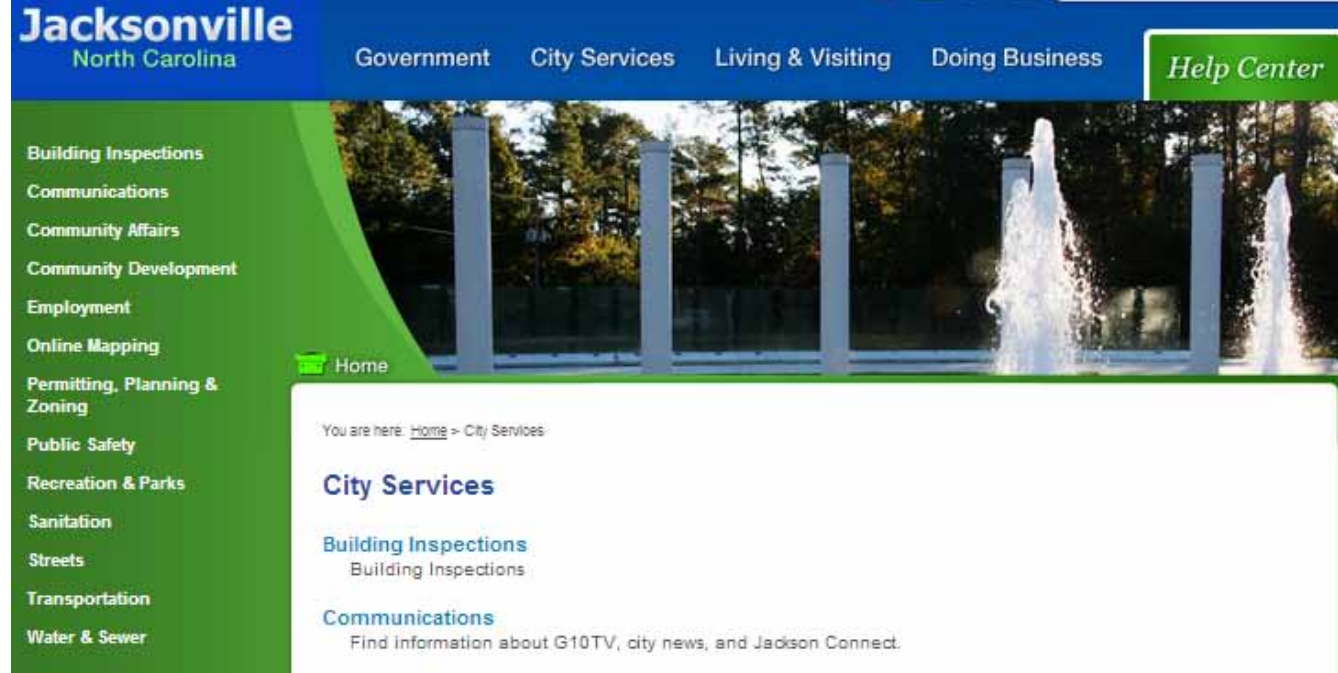 Jacksonville
North Carolina
Government
City Services
Living & Visiting
Doing Business
Help Center
Building Inspections
Communications
Community Affairs
Community Development
Employment
Online Mapping
Permitting, Planning &
Zoning
Public Safety
Recreation & Parks
Sanitation
Streets
Transportation
Water & Sewer
Home
You are here: Home > City Services
City Services
Building Inspections
Building Inspections
Communications
Find information about G10TV, city news, and Jackson Connect.